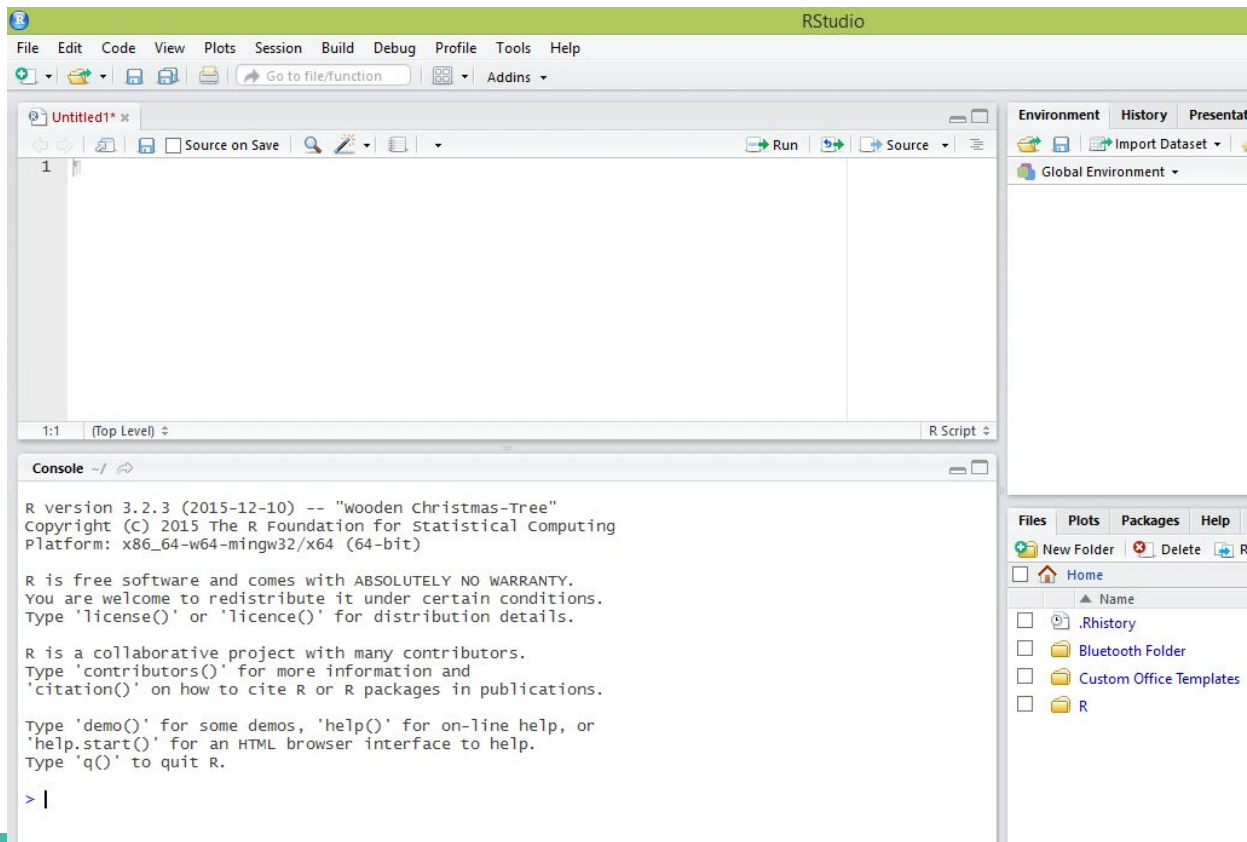 RStudio
File Edit Code View Plots Session Build Debug Profile Tools Help
Go to file/function Addins
Untitled1*
Source on Save Run Source
1
1:1 (Top Level) R Script
Console ~/
R version 3.2.3 (2015-12-10) -- "Wooden Christmas-Tree"
Copyright (C) 2015 The R Foundation for Statistical Computing
Platform: x86_64-w64-mingw32/x64 (64-bit)
R is free software and comes with ABSOLUTELY NO WARRANTY.
You are welcome to redistribute it under certain conditions.
Type 'license()' or 'licence()' for distribution details.
R is a collaborative project with many contributors.
Type 'contributors()' for more information and
'citation()' on how to cite R or R packages in publications.
Type 'demo()' for some demos, 'help()' for on-line help, or
'help.start()' for an HTML browser interface to help.
Type 'q()' to quit R.
>
Environment History Presentat
Import Dataset
Global Environment
Files Plots Packages Help
New Folder Delete R
Home
Name
.Rhistory
Bluetooth Folder
Custom Office Templates
R